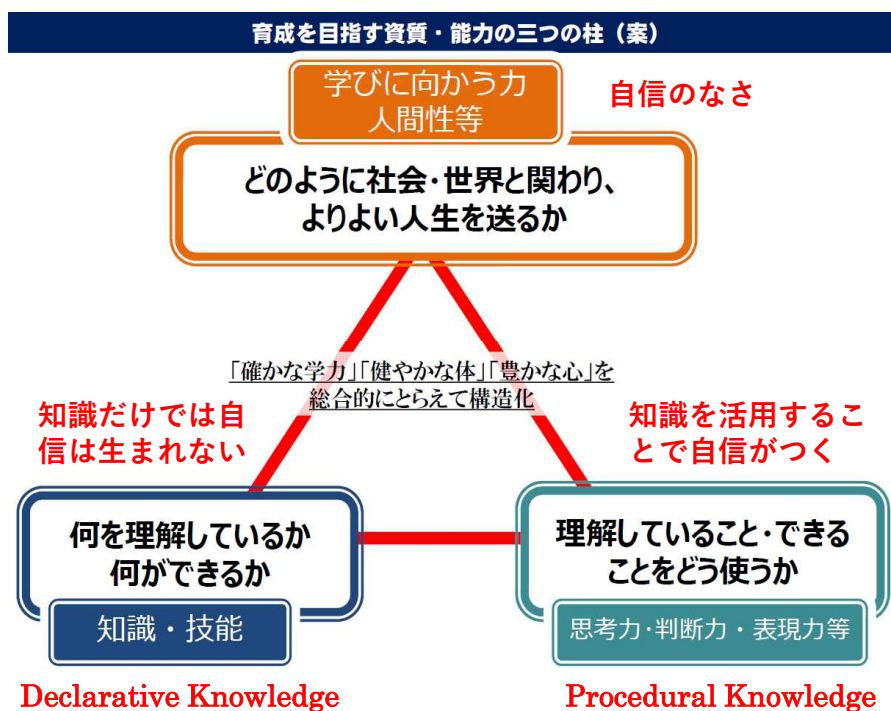 育成を目指す資質・能力の三つの柱（案）
学びに向かう力
人間性等
自信のなさ
どのように社会・世界と関わり、
よりよい人生を送るか
「確かな学力」「健やかな体」「豊かな心」を
総合的にとらえて構造化
知識だけでは自
信は生まれない
知識を活用するこ
とで自信がつく
何を理解しているか
何ができるか
知識・技能
理解していること・できる
ことをどう使うか
思考力・判断力・表現力等
Declarative Knowledge
Procedural Knowledge